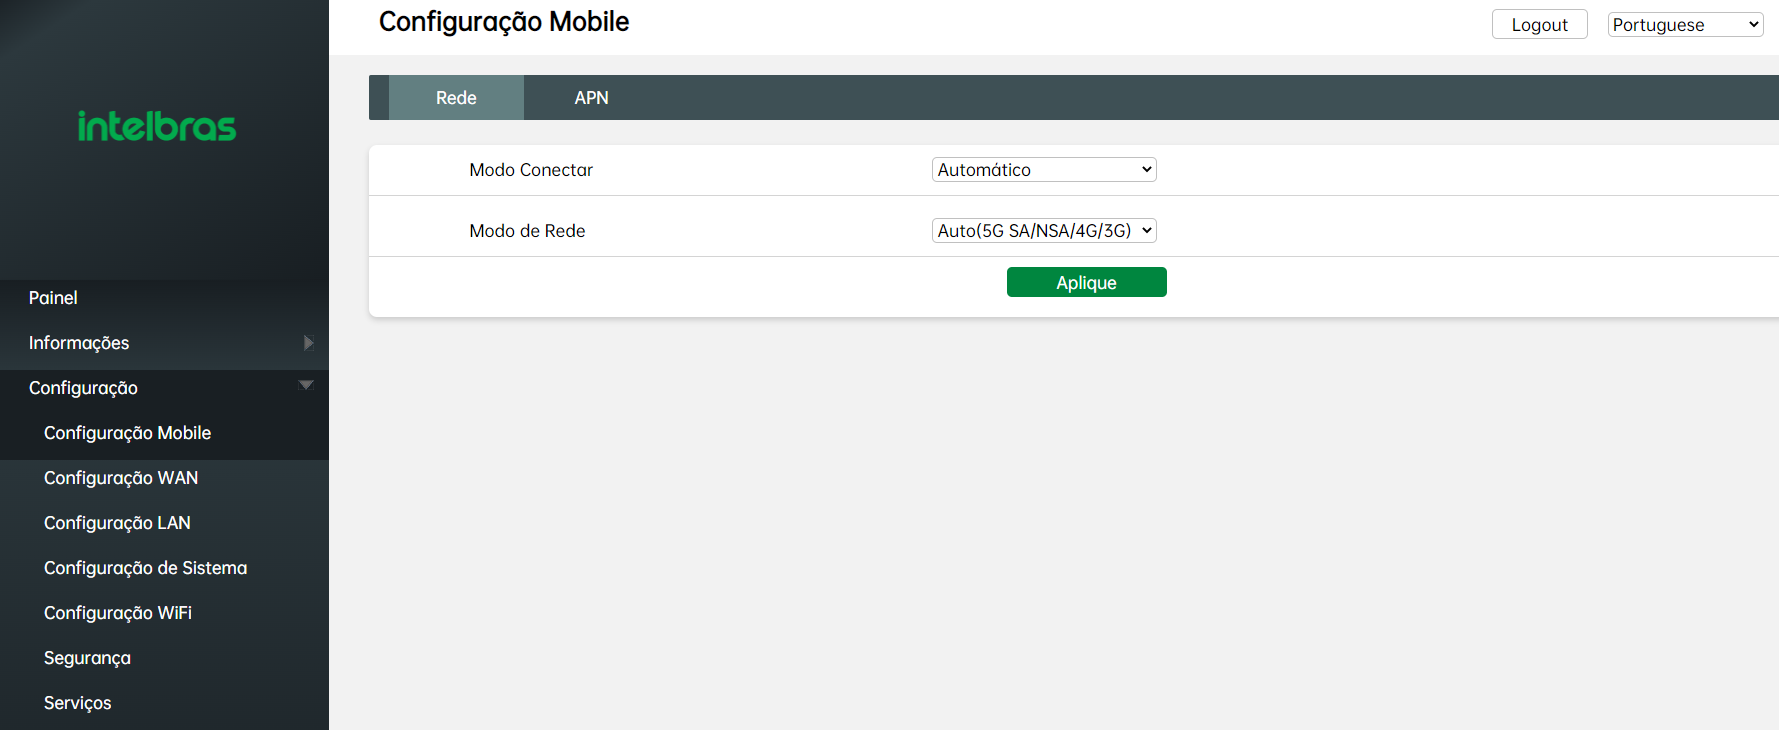 Configuração Mobile
Logout
Portuguese
intelbras
Rede
APN
Modo Conectar
Automático
Modo de Rede
Auto(5G SA/NSA/4G/3G)
Aplique
Painel
Informações
Configuração
Configuração Mobile
Configuração WAN
Configuração LAN
Configuração de Sistema
Configuração WiFi
Segurança
Serviços